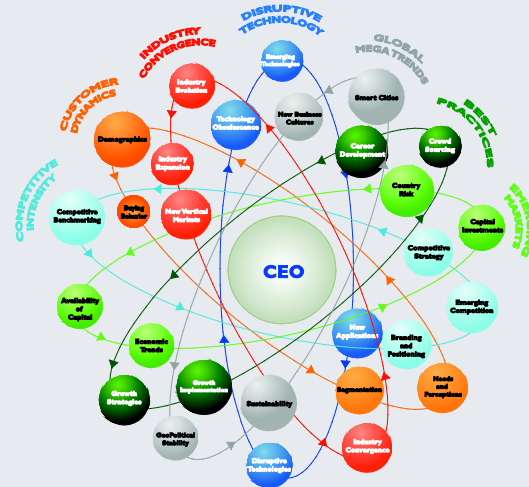 DISRUPTIVE
TECHNOLOGY
INDUSTRY
CONVERGENCE
GLOBAL
MEGA TRENDS
CUSTOMER
DYNAMICS
BEST
PRACTICES
COMPETITIVE
INTENSITY
EMERGING
MARKETS
Emerging
Technologies
Industry
Evolution
Smart Cities
New Business
Cultures
Technology
Obsolescence
Demographics
Career
Development
Crowd
Sourcing
Industry
Expansion
Country
Risk
Buying
Behavior
New Vertical
Markets
Competitive
Benchmarking
Capital
Investments
Competitive
Strategy
CEO
Availability
of
Capital
Emerging
Competition
New
Applications
Economic
Trends
Branding
and
Positioning
Growth
Strategies
Growth
Implementation
Sustainability
Segmentation
Needs
and
Perceptions
GeoPolitical
Stability
Industry
Convergence
Disruptive
Technologies